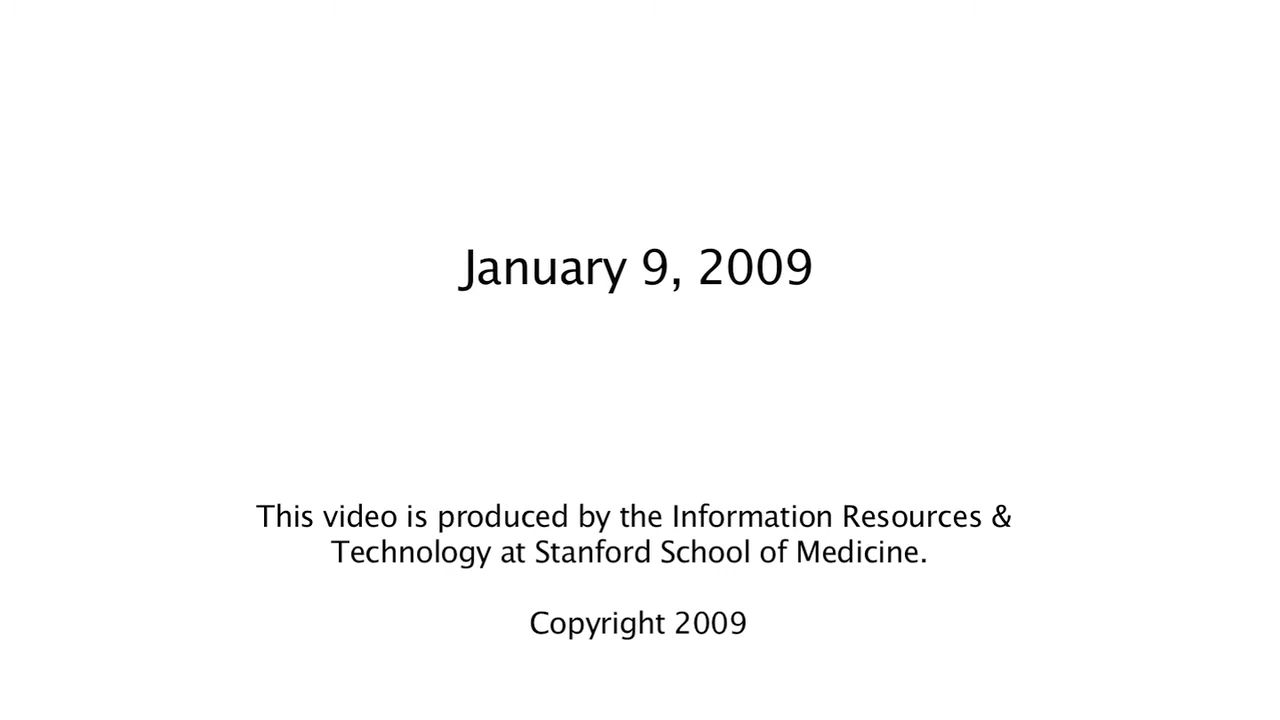 January 9, 2009
This video is produced by the Information Resources &
Technology at Stanford School of Medicine.
Copyright 2009